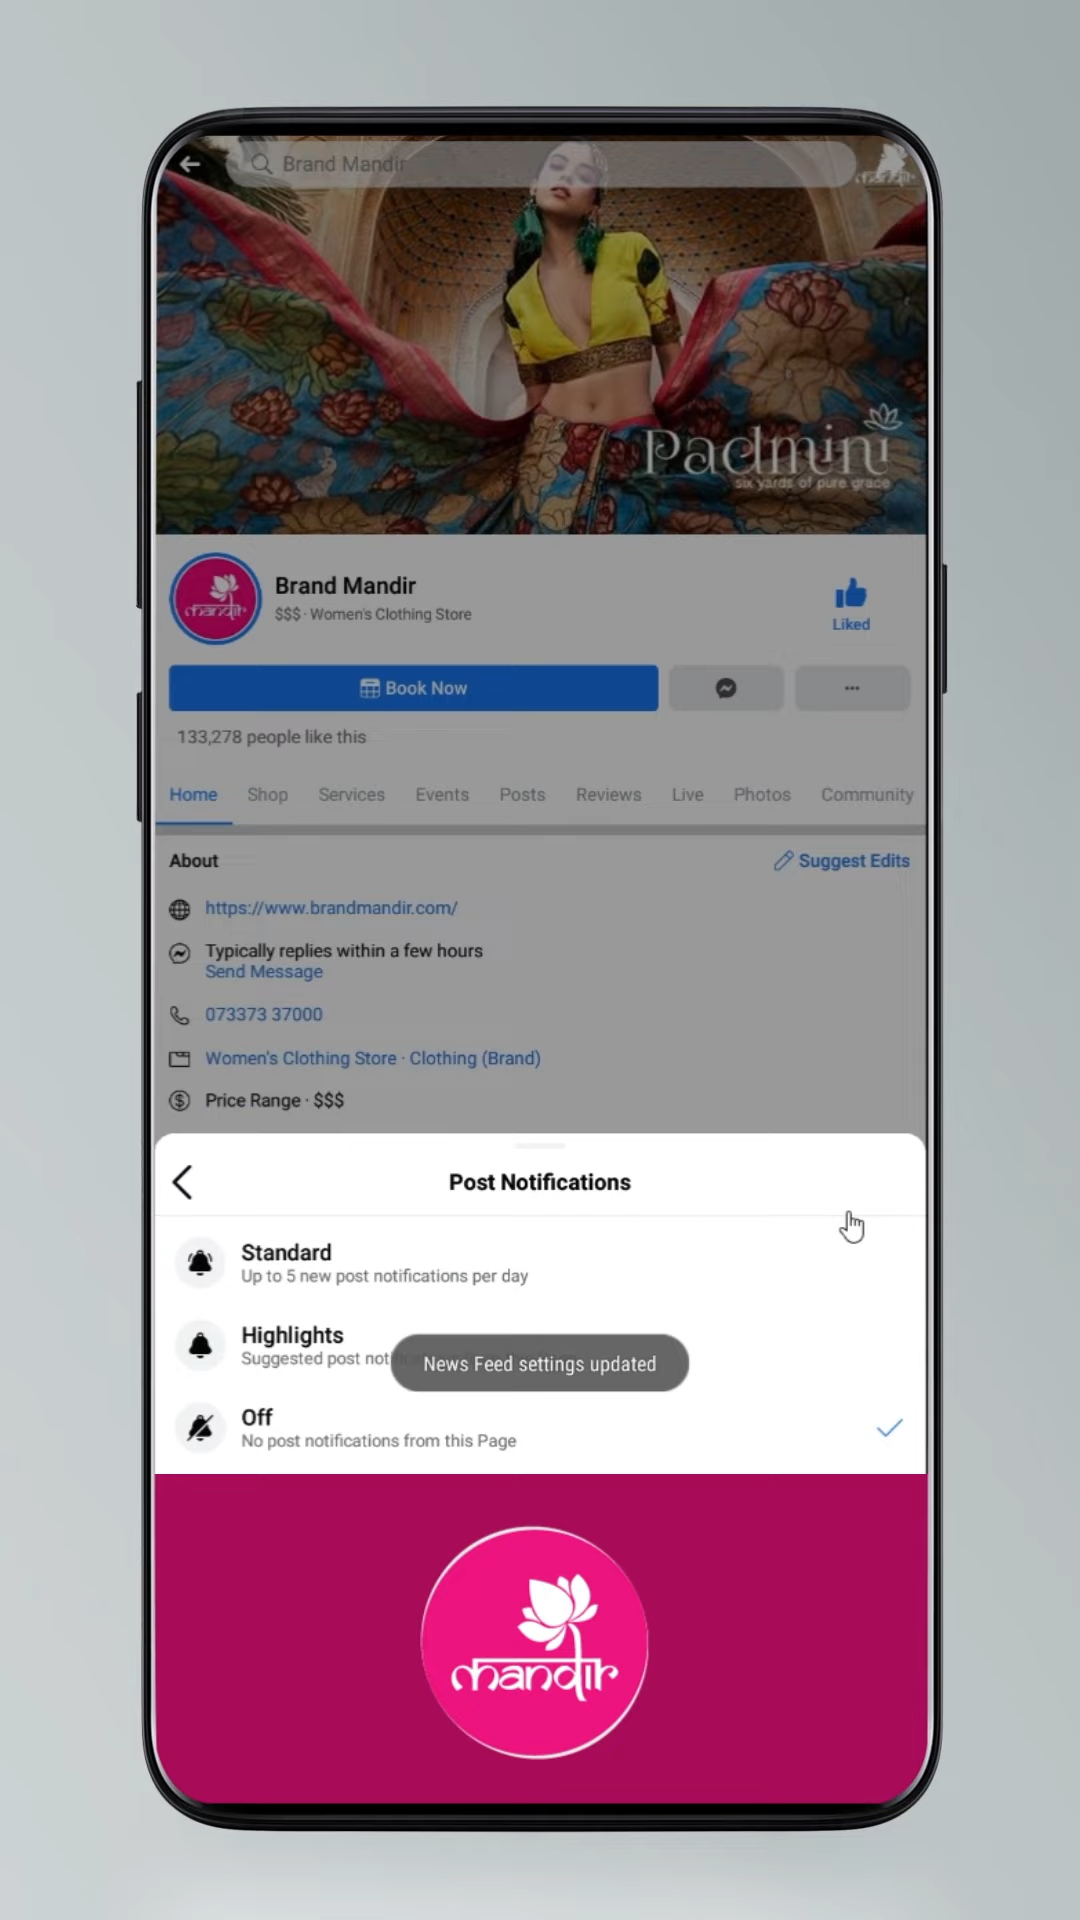 Brand Mandir
mandir
Padmini
six yards of pure grace
mandir
Brand Mandir
$$$ · Women's Clothing Store
Liked
Book Now
133,278 people like this
Home Shop Services Events Posts Reviews Live Photos Community
About
Suggest Edits
https://www.brandmandir.com/
Typically replies within a few hours
Send Message
073373 37000
Women's Clothing Store · Clothing (Brand)
Price Range · $$$
Post Notifications
Standard
Up to 5 new post notifications per day
Highlights
Suggested post
News Feed settings updated
Off
No post notifications from this Page
mandir